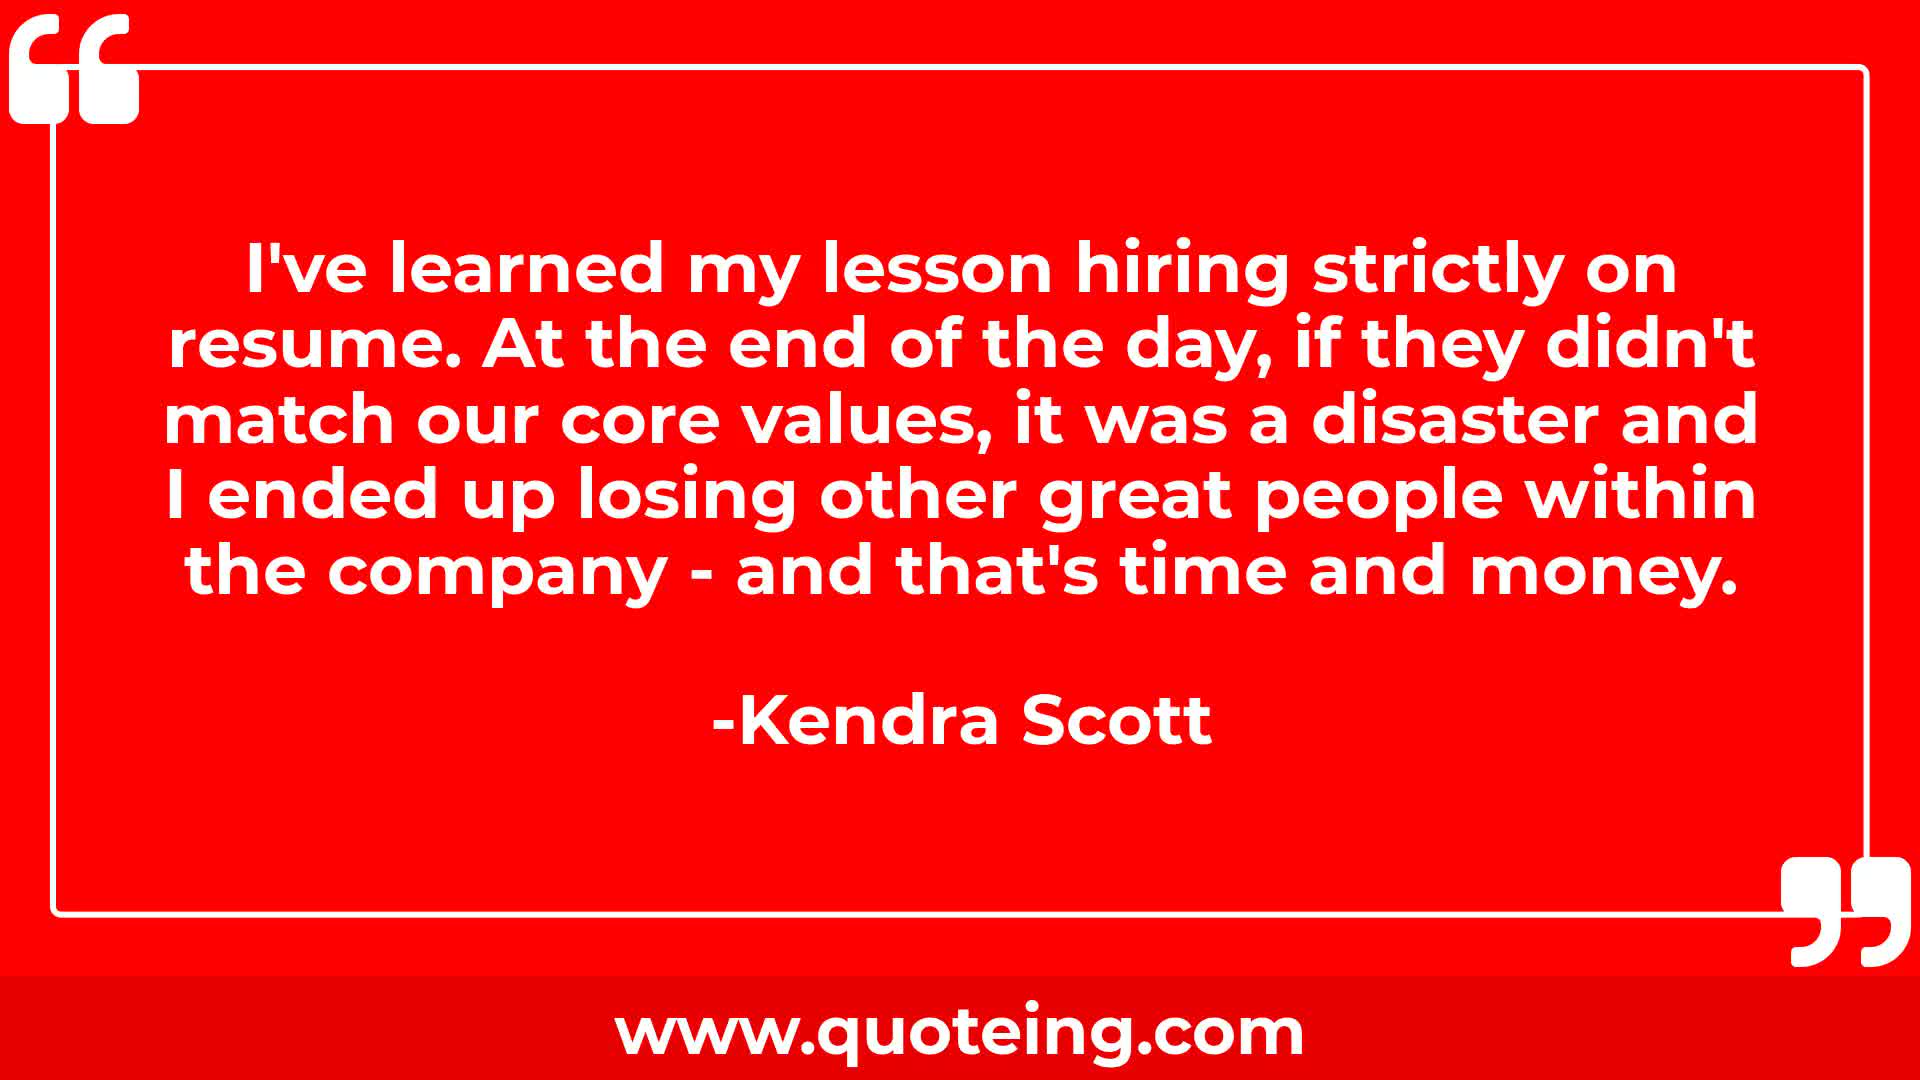 I've learned my lesson hiring strictly on
resume. At the end of the day, if they didn't
match our core values, it was a disaster and
I ended up losing other great people within
the company - and that's time and money.
-Kendra Scott
www.quoteing.com